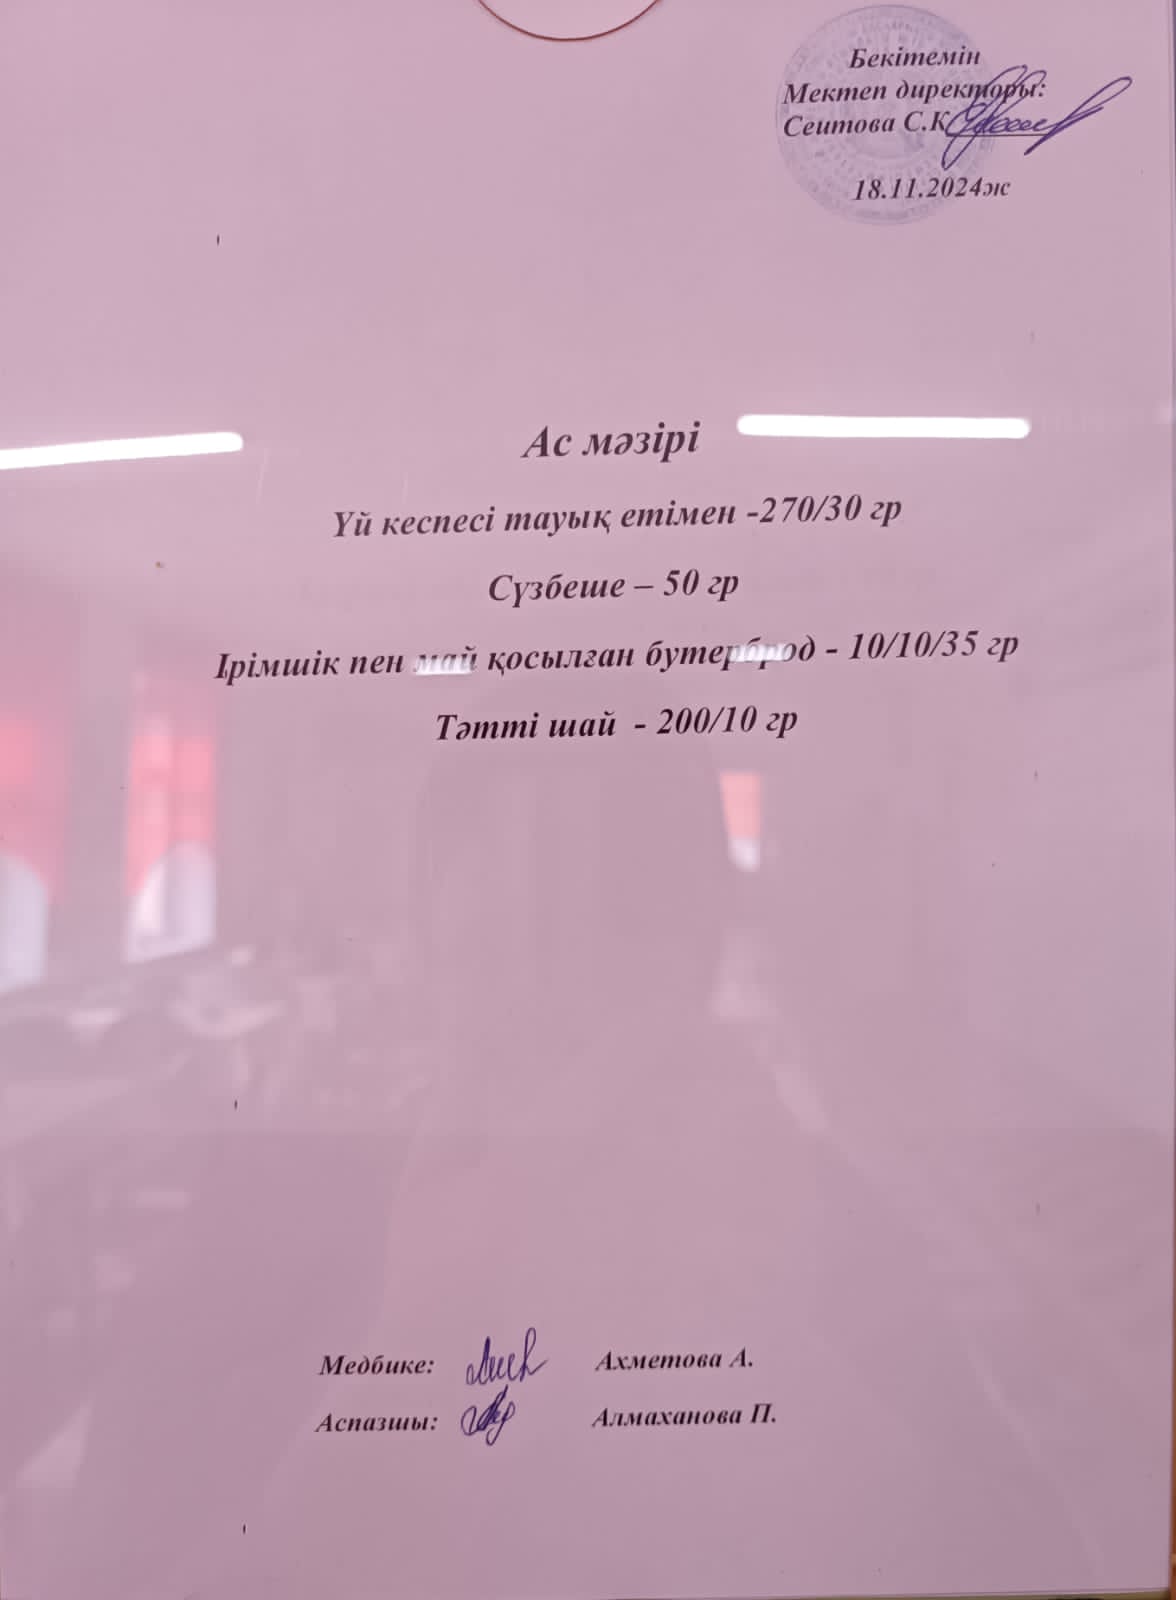 Бекітемін
Мектеп директоры:
Сеитова С.К
18.11.2024ж
Ас мәзірі
Үй кеспесі тауық етімен -270/30 гр
Сүзбеше – 50 гр
Ірімшік пен май қосылған бутерброд - 10/10/35 гр
Тәтті шай - 200/10 гр
Медбике: Ахметова А.
Аспазшы: Алмаханова П.